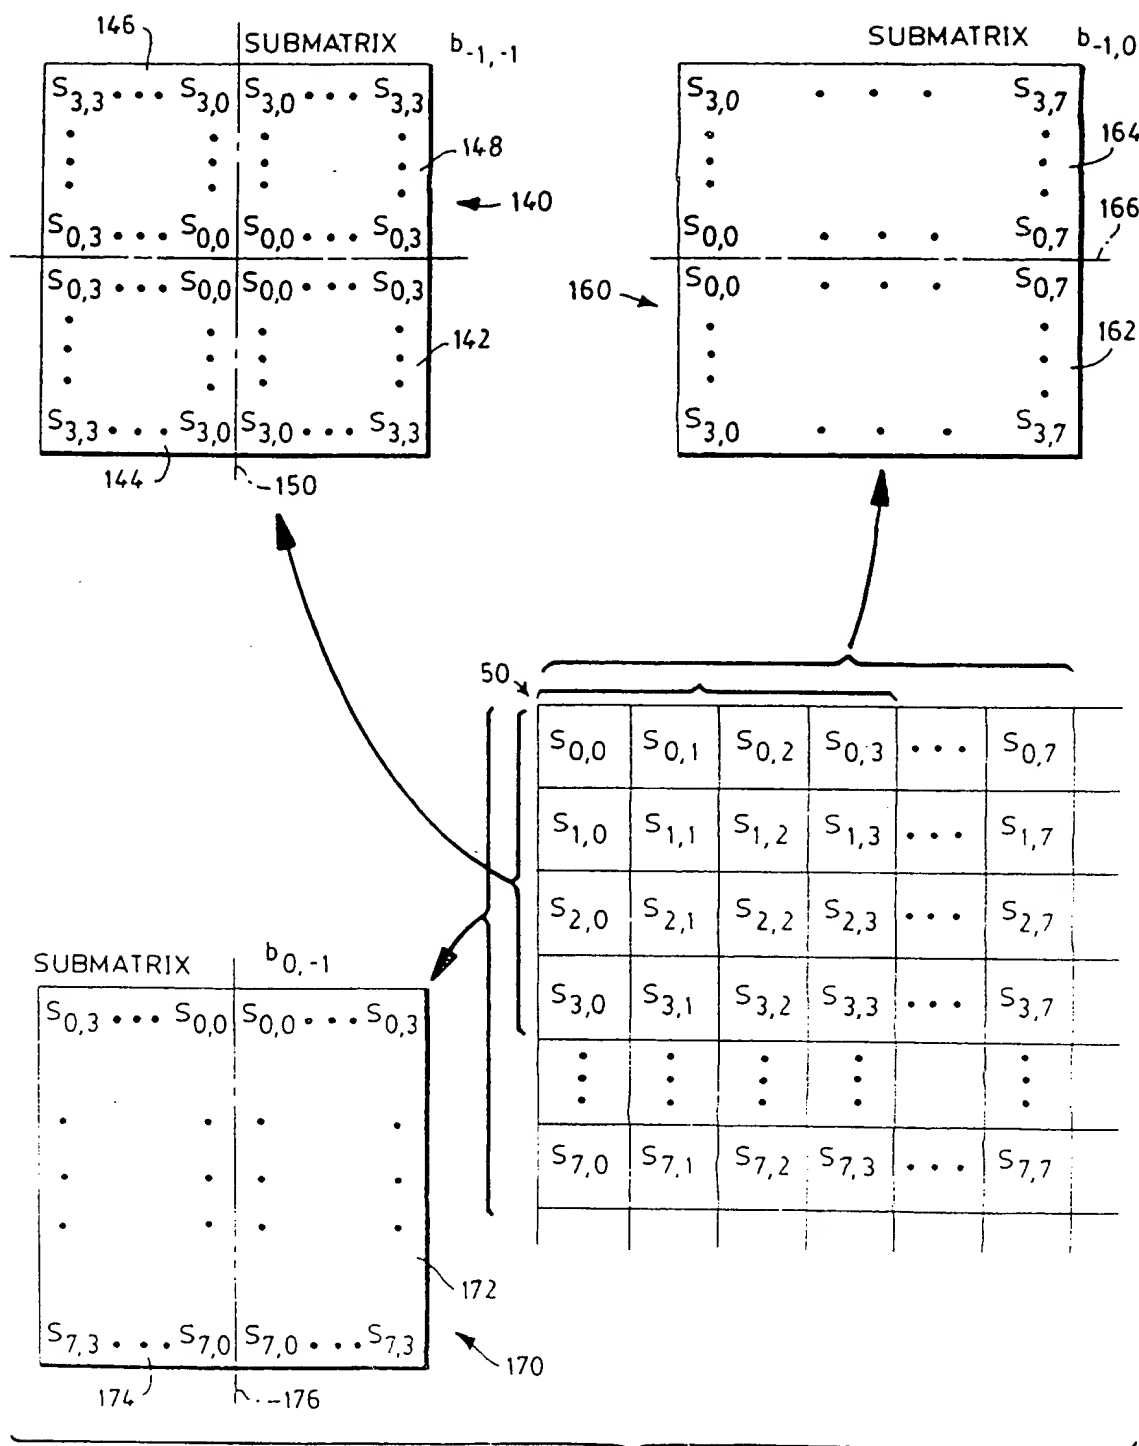 146
SUBMATRIX b-1,-1
S3,3 • • • S3,0 S3,0 • • • S3,3
148
140
S0,3 • • • S0,0 S0,0 • • • S0,3
S0,3 • • • S0,0 S0,0 • • • S0,3
142
S3,3 • • • S3,0 S3,0 • • • S3,3
144
150
SUBMATRIX b-1,0
S3,0 • • • S3,7
164
S0,0 • • • S0,7
166
160
S0,0 • • • S0,7
162
S3,0 • • • S3,7
50
S0,0 S0,1 S0,2 S0,3 • • • S0,7
S1,0 S1,1 S1,2 S1,3 • • • S1,7
S2,0 S2,1 S2,2 S2,3 • • • S2,7
S3,0 S3,1 S3,2 S3,3 • • • S3,7
S7,0 S7,1 S7,2 S7,3 • • • S7,7
SUBMATRIX b0,-1
S0,3 • • • S0,0 S0,0 • • • S0,3
172
S7,3 • • • S7,0 S7,0 • • • S7,3
170
174
176